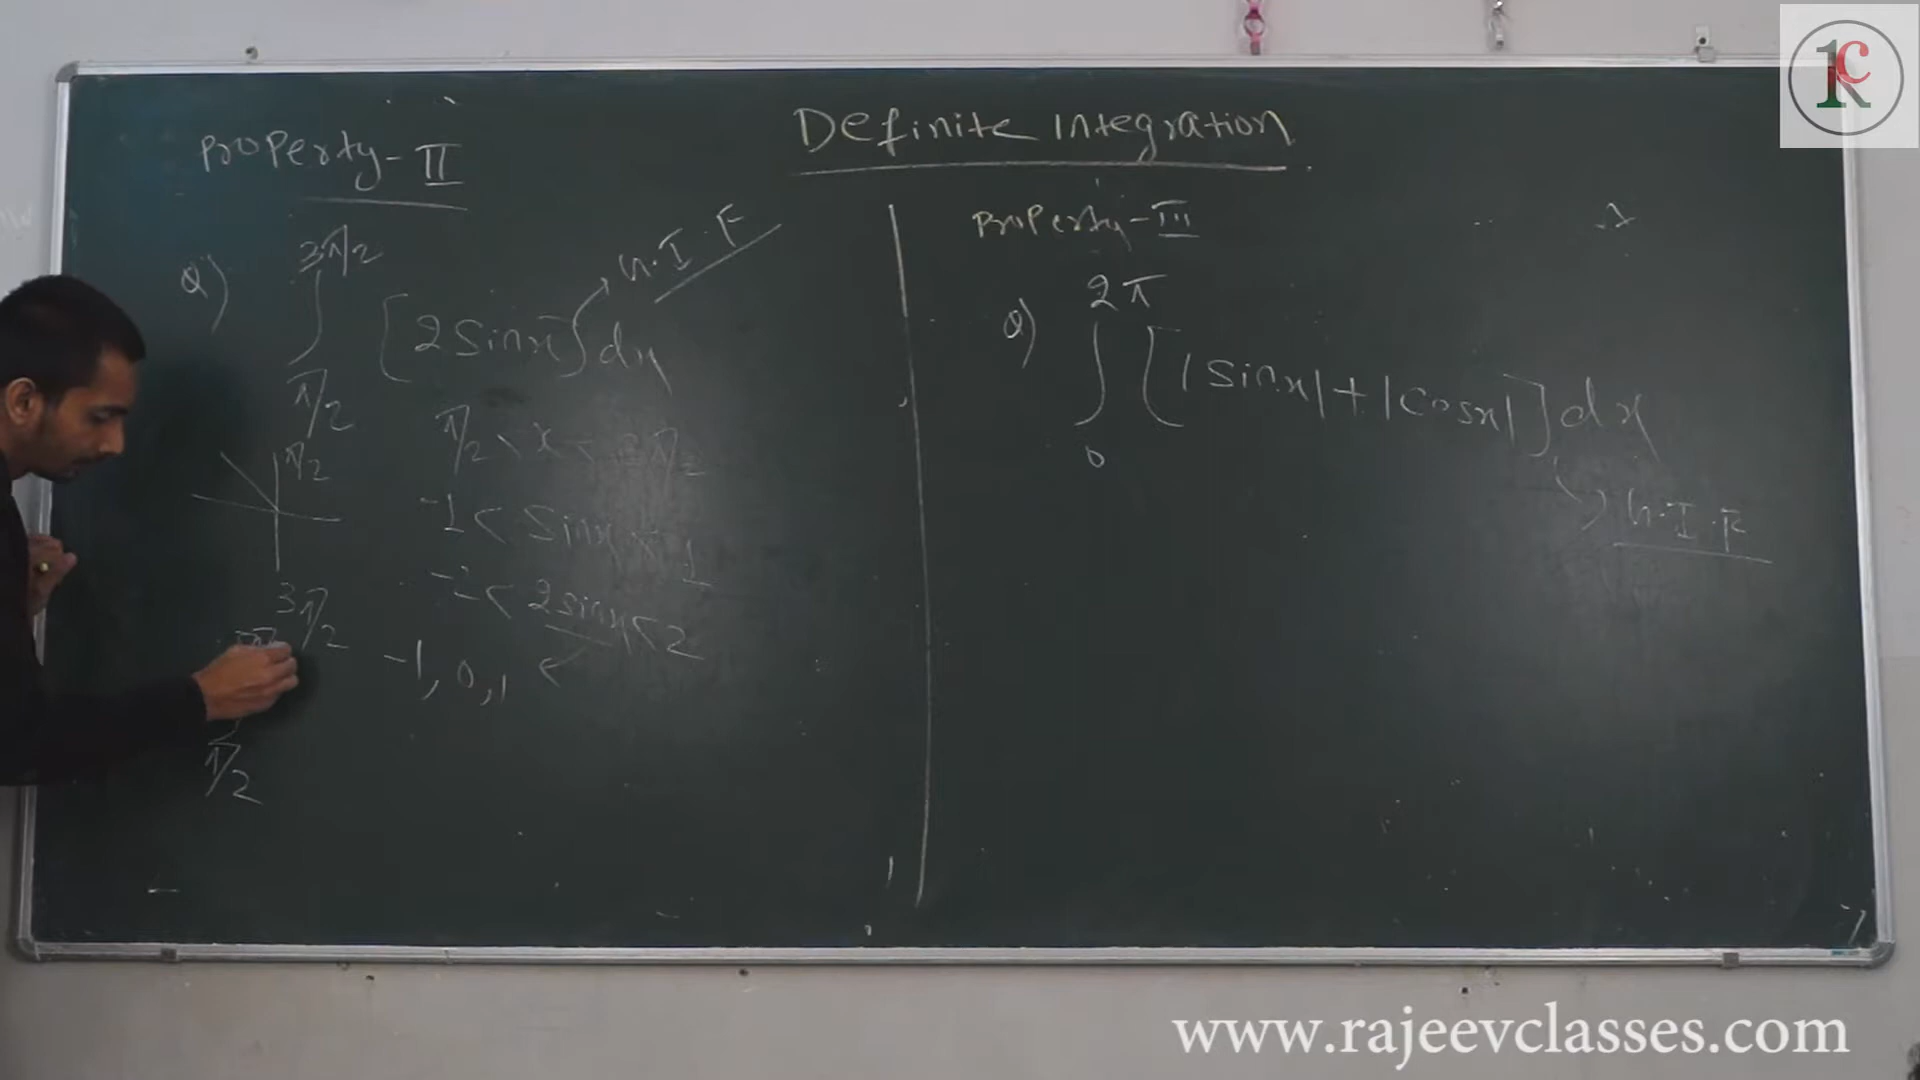 Definite Integration
Property-II
Q) ∫ 3π/2 π/2 [2 Sinx] dx → G.I.F
π/2 < x < 3π/2
π/2
-1 < Sinx < 1
-2 < 2sinx < 2
3π/2
-1, 0, 1 ←
π/2
Property-III
Q) ∫ 2π 0 [|Sinx| + |Cosx|] dx
→ G.I.F
1C
R
www.rajeevclasses.com